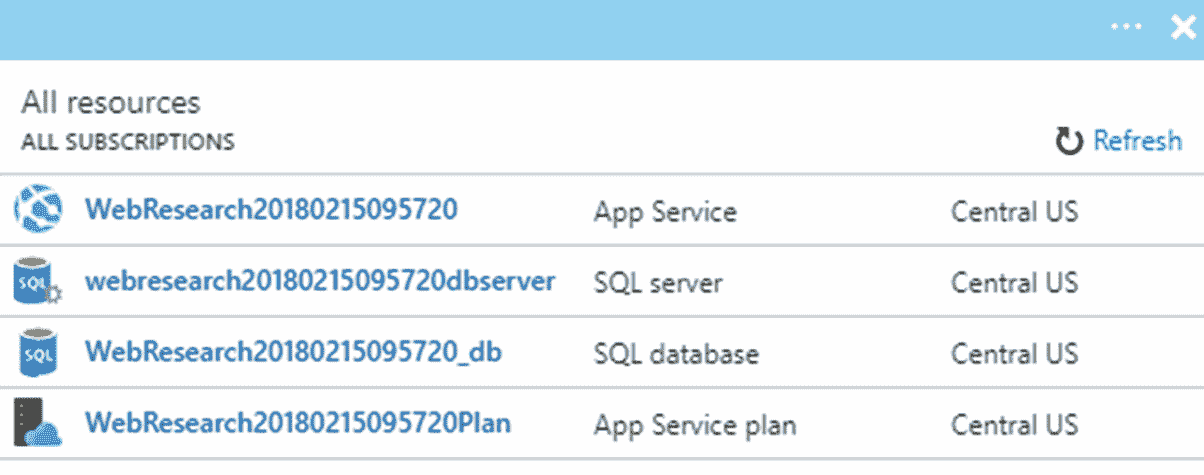 All resources
ALL SUBSCRIPTIONS
Refresh
WebResearch20180215095720 App Service Central US
SQL webresearch20180215095720dbserver SQL server Central US
SQL WebResearch20180215095720_db SQL database Central US
WebResearch20180215095720Plan App Service plan Central US